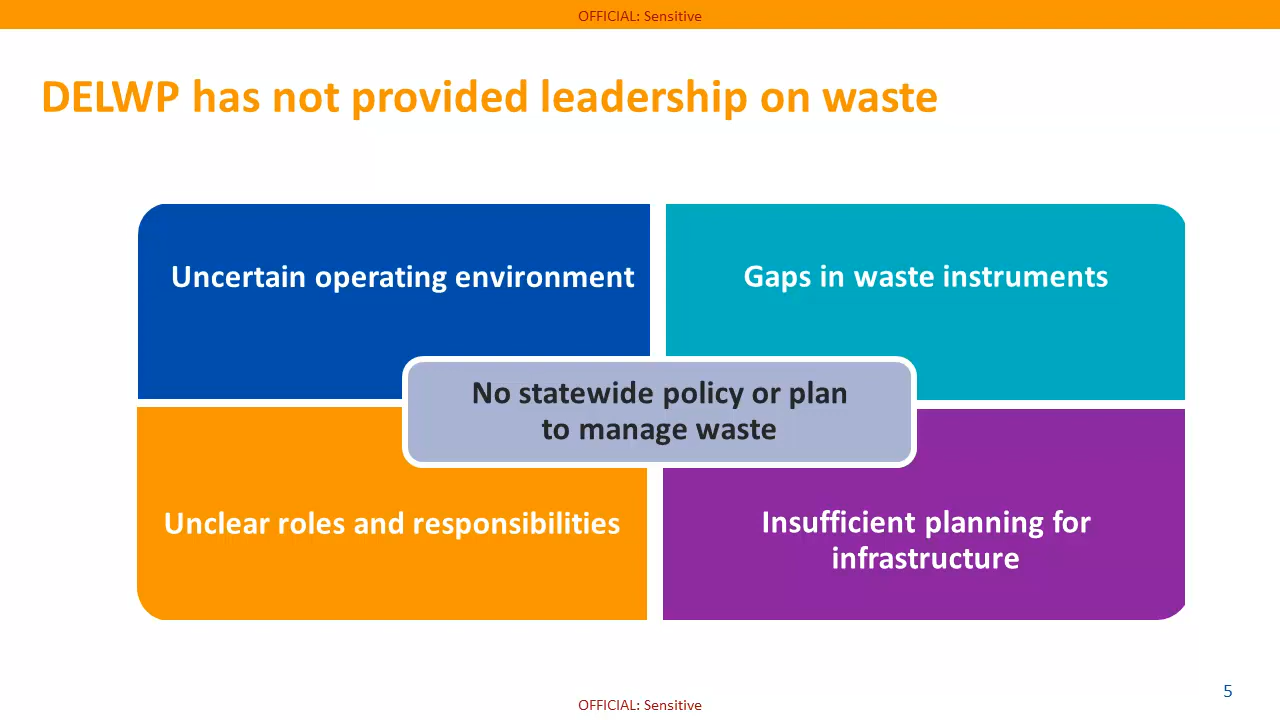 OFFICIAL: Sensitive
DELWP has not provided leadership on waste
Uncertain operating environment
Gaps in waste instruments
No statewide policy or plan
to manage waste
Unclear roles and responsibilities
Insufficient planning for
infrastructure
5
OFFICIAL: Sensitive